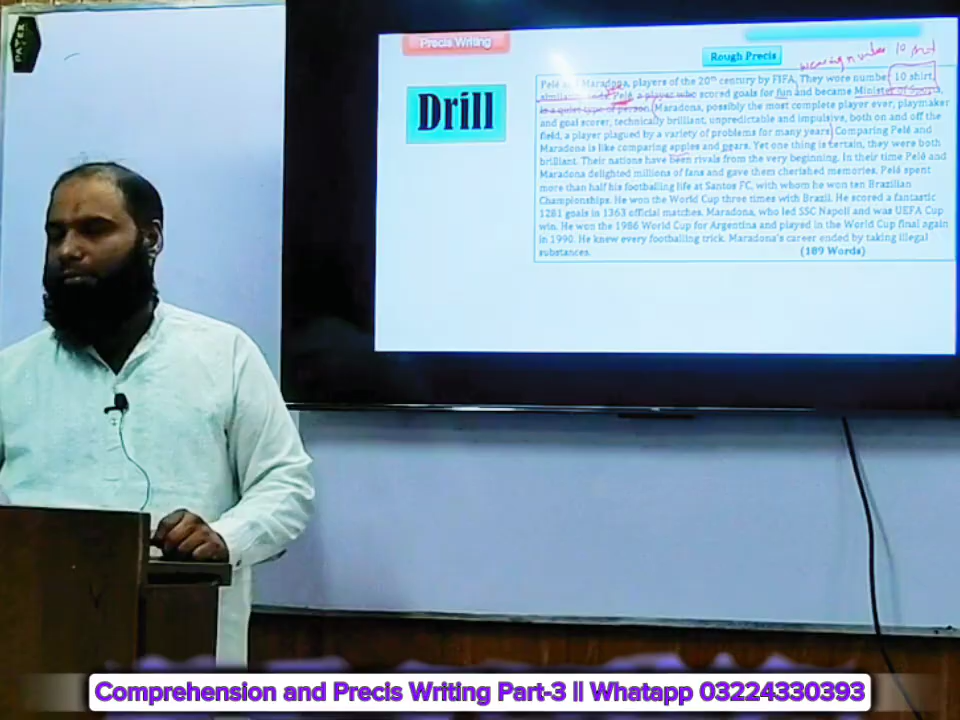 Precis Writing
Rough Precis
wearing number 10 shirt
Drill
Pelé and Maradona, players of the 20th century by FIFA. They wore number 10 shirt,
Pelé, a player who scored goals for fun and became Minister of Sports,
is a quiet type of person. Maradona, possibly the most complete player ever, playmaker
and goal scorer, technically brilliant, unpredictable and impulsive, both on and off the
field, a player plagued by a variety of problems for many years. Comparing Pelé and
Maradona is like comparing apples and pears. Yet one thing is certain, they were both
brilliant. Their nations have been rivals from the very beginning. In their time Pelé and
Maradona delighted millions of fans and gave them cherished memories. Pelé spent
more than half his footballing life at Santos FC, with whom he won ten Brazilian
Championships. He won the World Cup three times with Brazil. He scored a fantastic
1281 goals in 1363 official matches. Maradona, who led SSC Napoli and was UEFA Cup
win. He won the 1986 World Cup for Argentina and played in the World Cup final again
in 1990. He knew every footballing trick. Maradona's career ended by taking illegal
substances. (189 Words)
Comprehension and Precis Writing Part-3 || Whatapp 03224330393